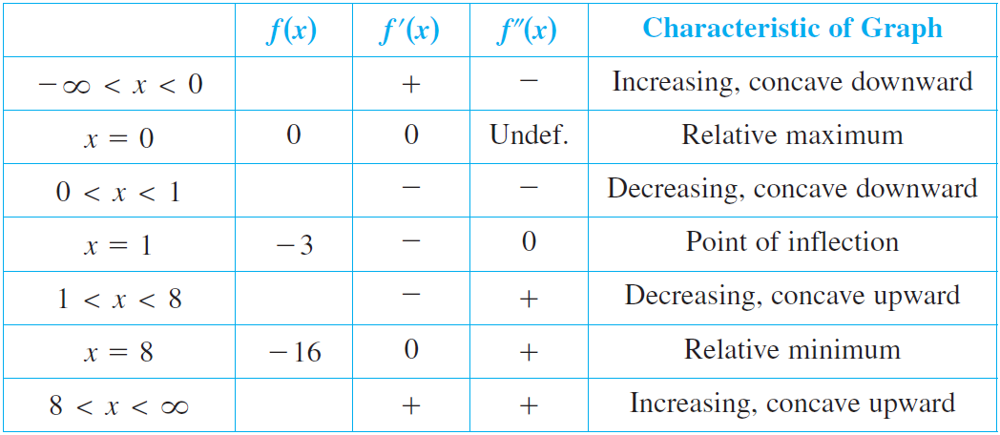 f(x) f′(x) f″(x) Characteristic of Graph
−∞ < x < 0 + − Increasing, concave downward
x = 0 0 0 Undef. Relative maximum
0 < x < 1 − − Decreasing, concave downward
x = 1 −3 − 0 Point of inflection
1 < x < 8 − + Decreasing, concave upward
x = 8 −16 0 + Relative minimum
8 < x < ∞ + + Increasing, concave upward